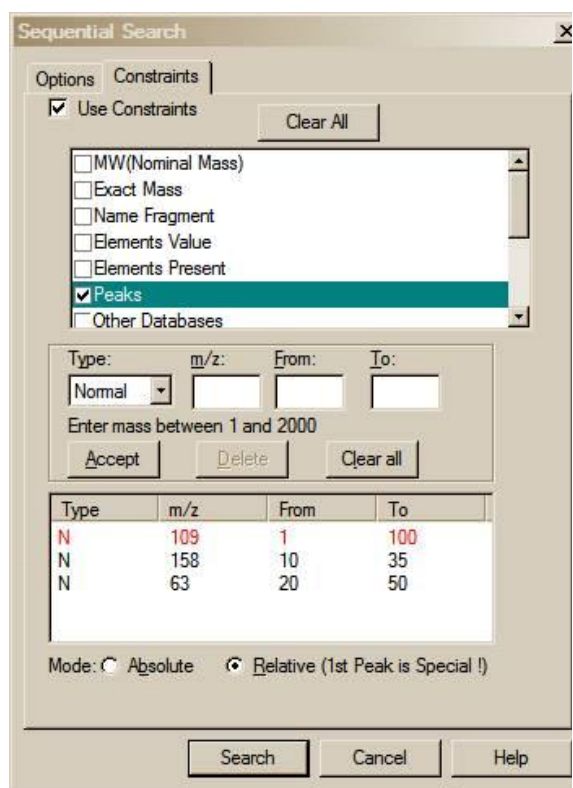 Sequential Search
Options Constraints
Use Constraints Clear All
MW(Nominal Mass)
Exact Mass
Name Fragment
Elements Value
Elements Present
Peaks
Other Databases
Type: m/z: From: To:
Normal
Enter mass between 1 and 2000
Accept Delete Clear all
Type m/z From To
N 109 1 100
N 158 10 35
N 63 20 50
Mode: Absolute Relative (1st Peak is Special !)
Search Cancel Help